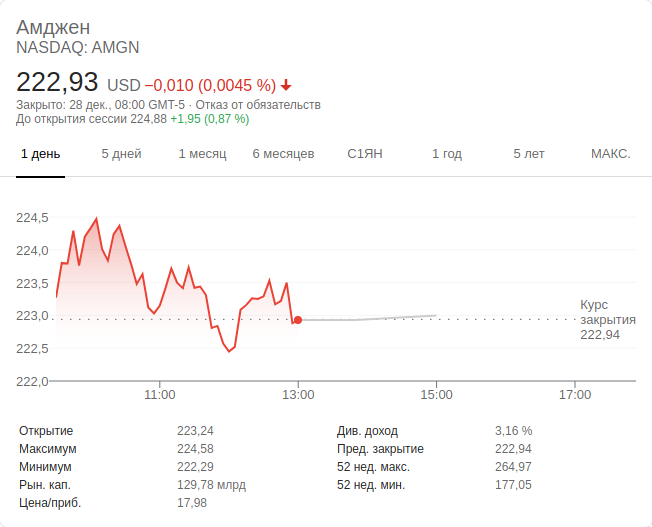 Амджен
NASDAQ: AMGN
222,93 USD −0,010 (0,0045 %)
Закрыто: 28 дек., 08:00 GMT-5 · Отказ от обязательств
До открытия сессии 224,88 +1,95 (0,87 %)
1 день 5 дней 1 месяц 6 месяцев С1ЯН 1 год 5 лет МАКС.
224,5
224,0
223,5
223,0
222,5
222,0
Курс
закрытия
222,94
11:00 13:00 15:00 17:00
Открытие 223,24 Див. доход 3,16 %
Максимум 224,58 Пред. закрытие 222,94
Минимум 222,29 52 нед. макс. 264,97
Рын. кап. 129,78 млрд 52 нед. мин. 177,05
Цена/приб. 17,98